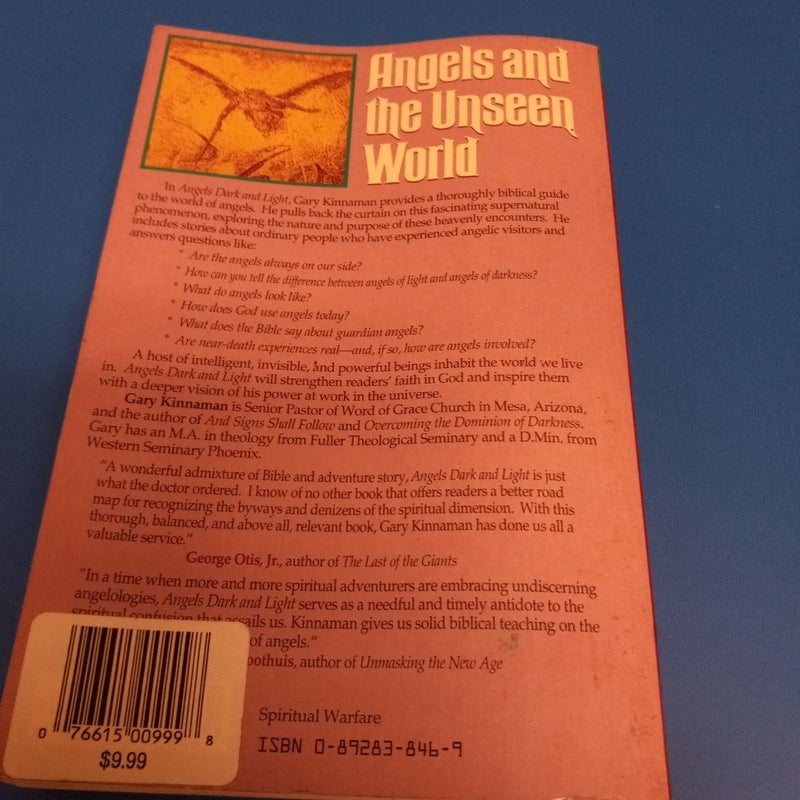 Angels and
the Unseen
World
In Angels Dark and Light, Gary Kinnaman provides a thoroughly biblical guide
to the world of angels. He pulls back the curtain on this fascinating supernatural
phenomenon, exploring the nature and purpose of these heavenly encounters. He
includes stories about ordinary people who have experienced angelic visitors and
answers questions like:
* Are the angels always on our side?
* How can you tell the difference between angels of light and angels of darkness?
* What do angels look like?
* How does God use angels today?
* What does the Bible say about guardian angels?
* Are near-death experiences real—and, if so, how are angels involved?
A host of intelligent, invisible, and powerful beings inhabit the world we live
in. Angels Dark and Light will strengthen readers' faith in God and inspire them
with a deeper vision of his power at work in the universe.
Gary Kinnaman is Senior Pastor of Word of Grace Church in Mesa, Arizona,
and the author of And Signs Shall Follow and Overcoming the Dominion of Darkness.
Gary has an M.A. in theology from Fuller Theological Seminary and a D.Min. from
Western Seminary Phoenix.
"A wonderful admixture of Bible and adventure story, Angels Dark and Light is just
what the doctor ordered. I know of no other book that offers readers a better road
map for recognizing the byways and denizens of the spiritual dimension. With this
thorough, balanced, and above all, relevant book, Gary Kinnaman has done us all a
valuable service."
George Otis, Jr., author of The Last of the Giants
"In a time when more and more spiritual adventurers are embracing undiscerning
angelologies, Angels Dark and Light serves as a needful and timely antidote to the
spiritual confusion that assails us. Kinnaman gives us solid biblical teaching on the
of angels."
oothuis, author of Unmasking the New Age
Spiritual Warfare
ISBN 0-89283-846-9
0 76615 00999 8
$9.99